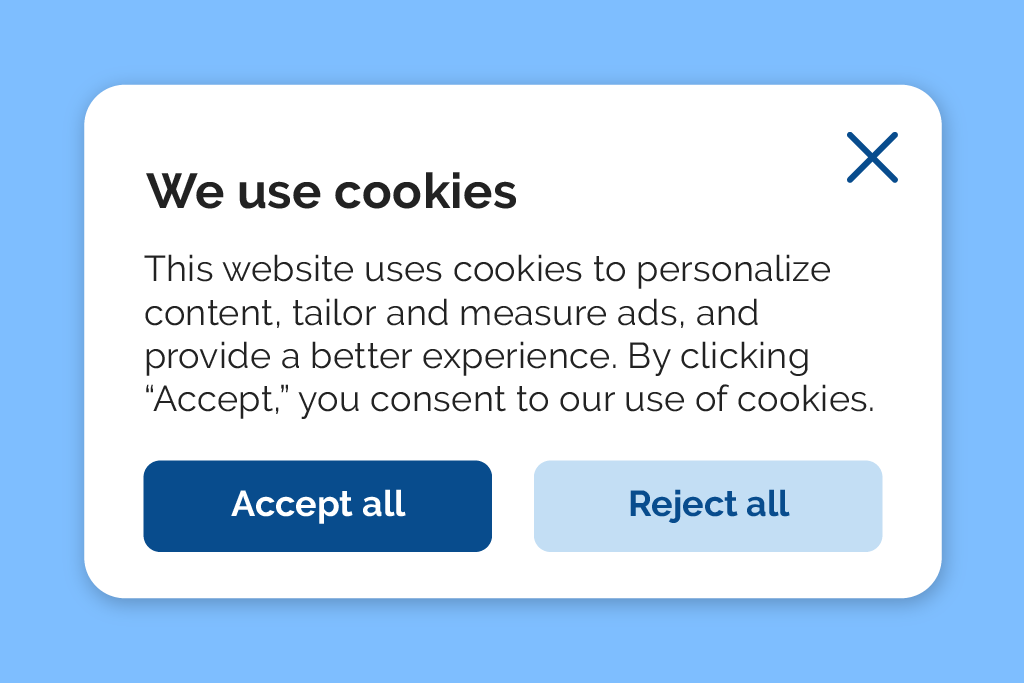 We use cookies
This website uses cookies to personalize
content, tailor and measure ads, and
provide a better experience. By clicking
“Accept,” you consent to our use of cookies.
Accept all
Reject all